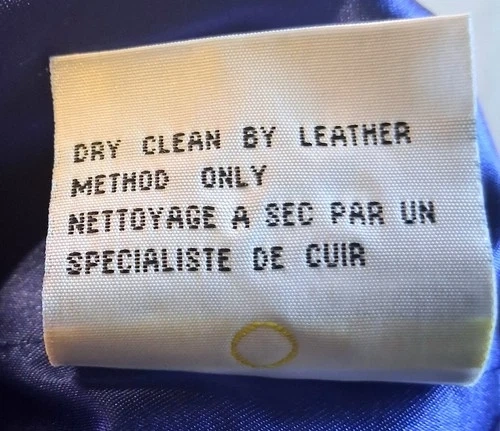 DRY CLEAN BY LEATHER
METHOD ONLY
NETTOYAGE A SEC PAR UN
SPECIALISTE DE CUIR